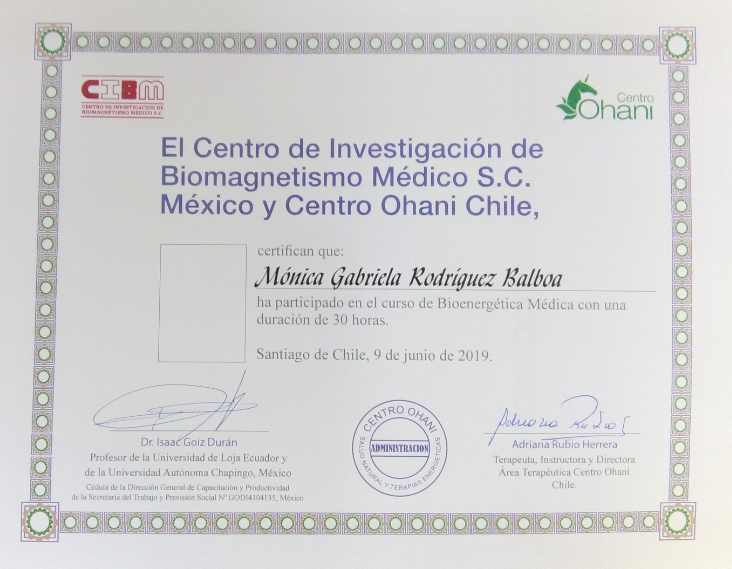 CIBM
CENTRO DE INVESTIGACIÓN DE
BIOMAGNETISMO MÉDICO S.C.
Centro
Ohani
El Centro de Investigación de
Biomagnetismo Médico S.C.
México y Centro Ohani Chile,
certifican que:
Mónica Gabriela Rodríguez Balboa
ha participado en el curso de Bioenergética Médica con una
duración de 30 horas.
Santiago de Chile, 9 de junio de 2019.
Dr. Isaac Goiz Durán
Profesor de la Universidad de Loja Ecuador y
de la Universidad Autónoma Chapingo, México
Cédula de la Dirección General de Capacitación y Productividad
de la Secretaria del Trabajo y Previsión Social Nº GODI4104135, México
CENTRO OHANI
ADMINISTRACION
SALUD NATURAL Y TERAPIAS ENERGETICAS
Adriana Rubio Herrera
Terapeuta, Instructora y Directora
Área Terapéutica Centro Ohani
Chile.